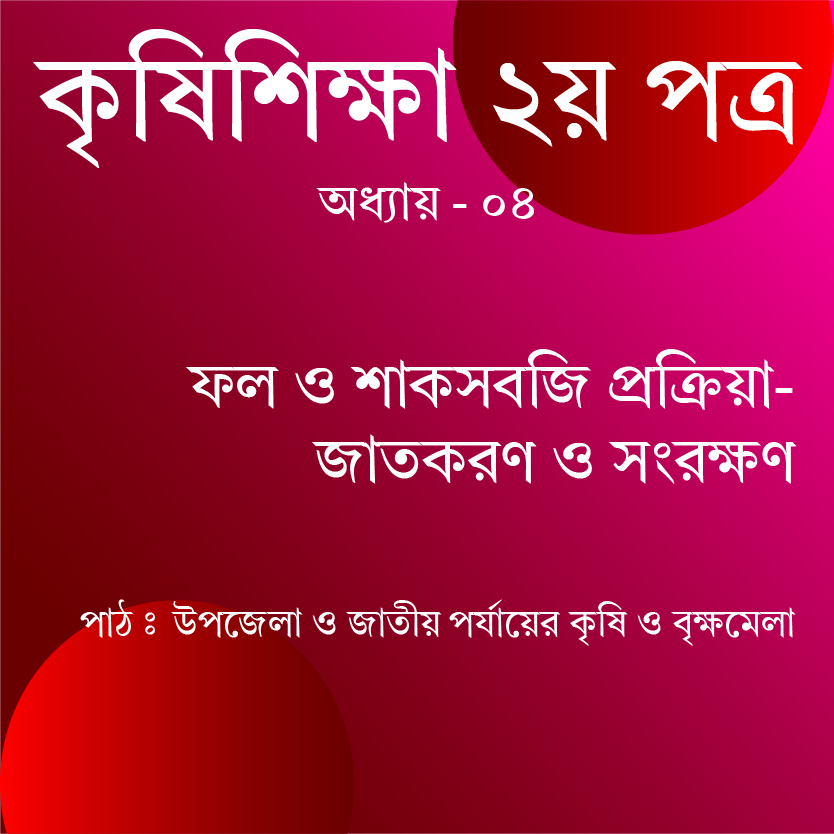 কৃষিশিক্ষা ২য় পত্র
অধ্যায় - ০৪
ফল ও শাকসবজি প্রক্রিয়া-
জাতকরণ ও সংরক্ষণ
পাঠ ঃ উপজেলা ও জাতীয় পর্যায়ের কৃষি ও বৃক্ষমেলা